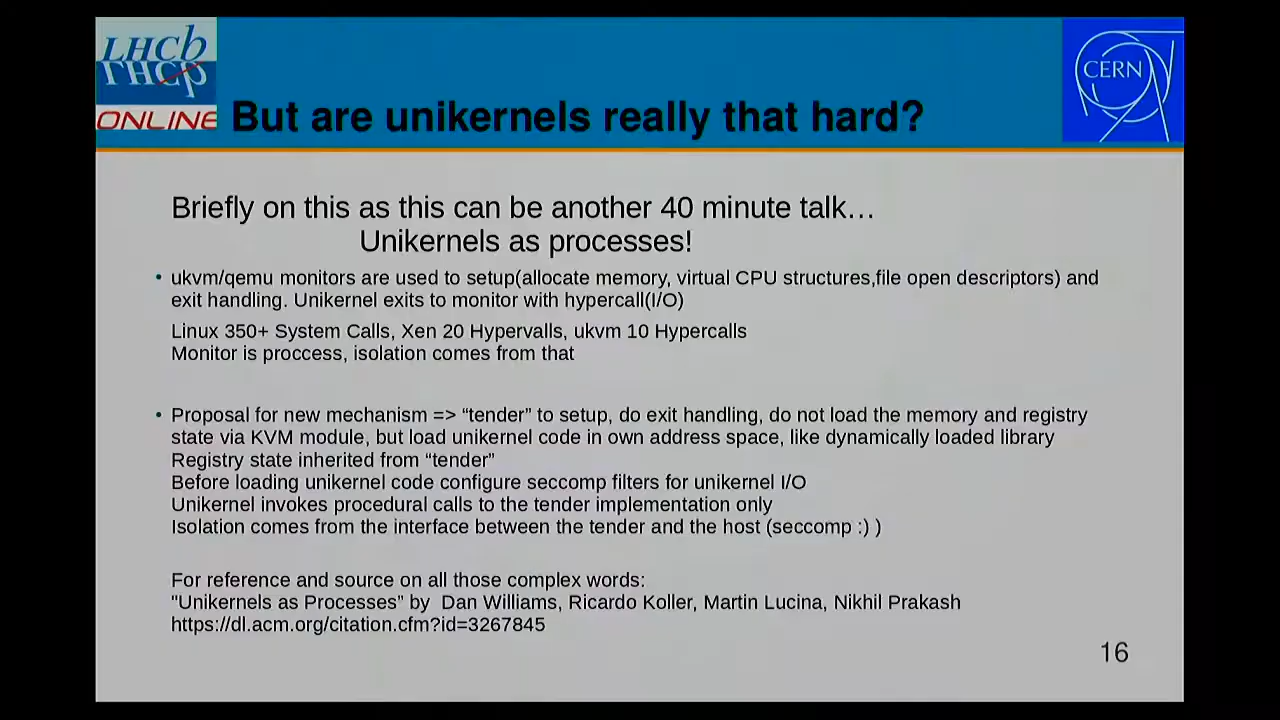 LHCb
ONLINE
CERN
But are unikernels really that hard?
Briefly on this as this can be another 40 minute talk…
Unikernels as processes!
• ukvm/qemu monitors are used to setup(allocate memory, virtual CPU structures,file open descriptors) and
exit handling. Unikernel exits to monitor with hypercall(I/O)
Linux 350+ System Calls, Xen 20 Hypervalls, ukvm 10 Hypercalls
Monitor is proccess, isolation comes from that
• Proposal for new mechanism => “tender” to setup, do exit handling, do not load the memory and registry
state via KVM module, but load unikernel code in own address space, like dynamically loaded library
Registry state inherited from “tender”
Before loading unikernel code configure seccomp filters for unikernel I/O
Unikernel invokes procedural calls to the tender implementation only
Isolation comes from the interface between the tender and the host (seccomp :) )
For reference and source on all those complex words:
"Unikernels as Processes” by  Dan Williams, Ricardo Koller, Martin Lucina, Nikhil Prakash
https://dl.acm.org/citation.cfm?id=3267845
16